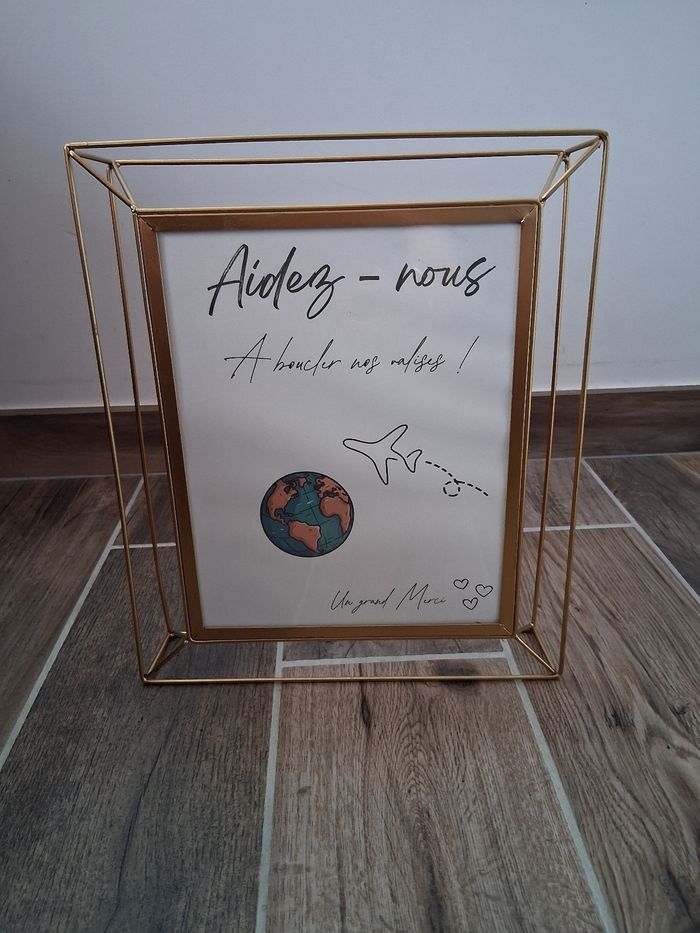 Aidez - nous
A boucler nos valises !
Un grand Merci